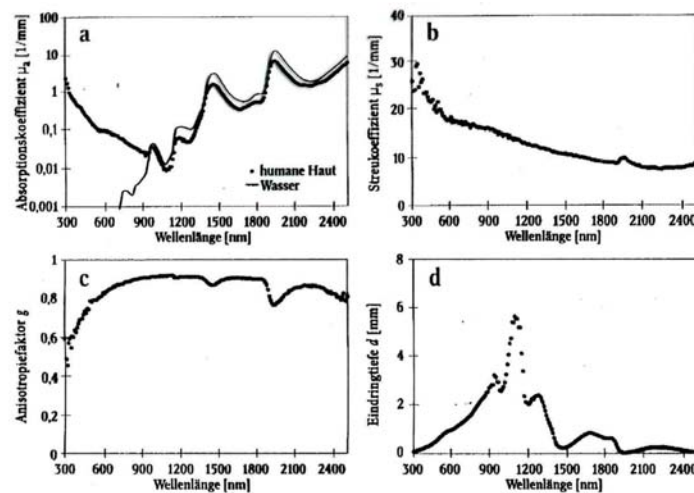 a
Absorptionskoeffizient μa [1/mm]
100
10
1
0,1
0,01
0,001
humane Haut
Wasser
300 600 900 1200 1500 1800 2100 2400
Wellenlänge [nm]
b
Streukoeffizient μs [1/mm]
40
30
20
10
0
300 600 900 1200 1500 1800 2100 2400
Wellenlänge [nm]
c
Anisotropiefaktor g
1
0,8
0,6
0,4
0,2
0
300 600 900 1200 1500 1800 2100 2400
Wellenlänge [nm]
d
Eindringtiefe d [mm]
8
6
4
2
0
300 600 900 1200 1500 1800 2100 2400
Wellenlänge [nm]